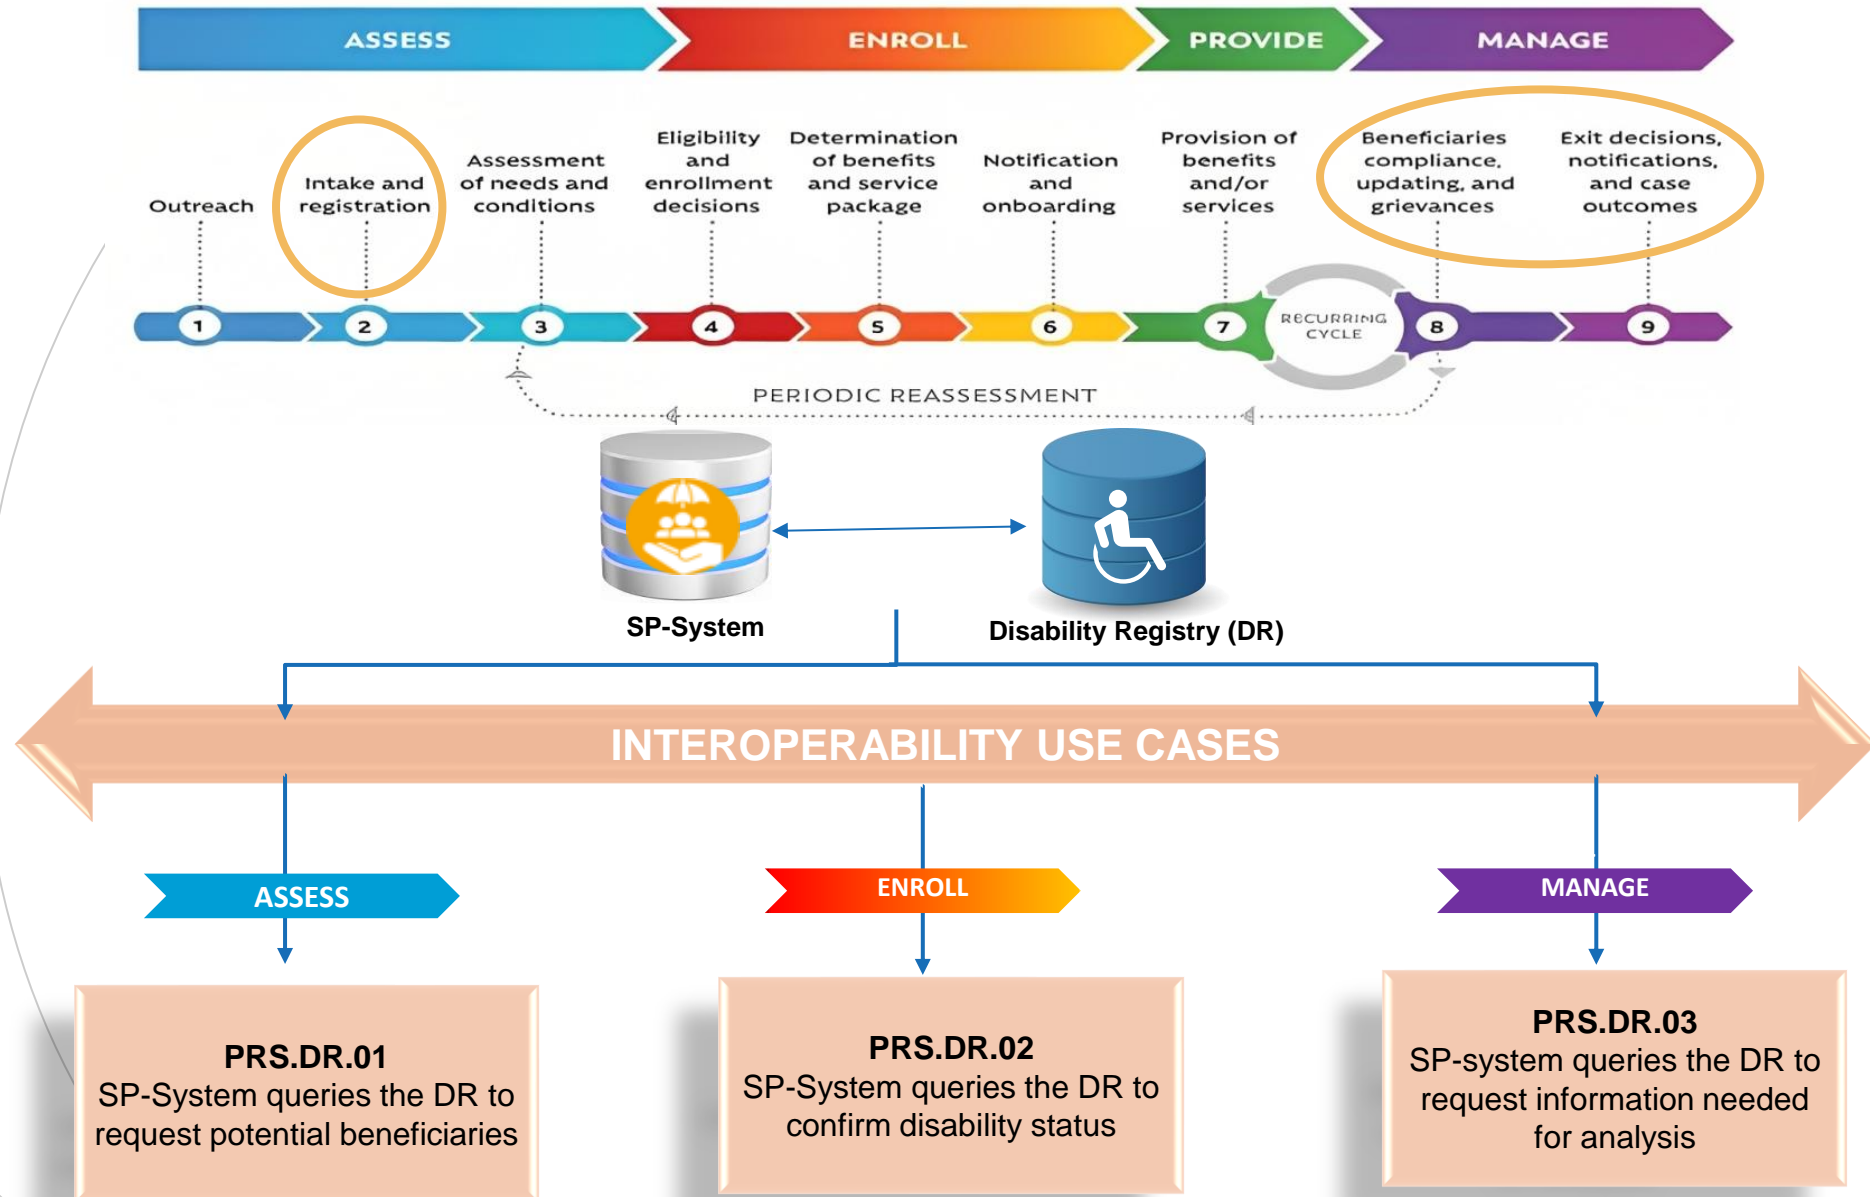 ASSESS
ENROLL
PROVIDE
MANAGE
Outreach
Intake and
registration
Assessment
of needs and
conditions
Eligibility
and
enrollment
decisions
Determination
of benefits
and service
package
Notification
and
onboarding
Provision of
benefits
and/or
services
Beneficiaries
compliance,
updating, and
grievances
Exit decisions,
notifications,
and case
outcomes
1
2
3
4
5
6
7
RECURRING
CYCLE
8
9
PERIODIC REASSESSMENT
SP-System
Disability Registry (DR)
INTEROPERABILITY USE CASES
ASSESS
ENROLL
MANAGE
PRS.DR.01
SP-System queries the DR to
request potential beneficiaries
PRS.DR.02
SP-System queries the DR to
confirm disability status
PRS.DR.03
SP-system queries the DR to
request information needed
for analysis